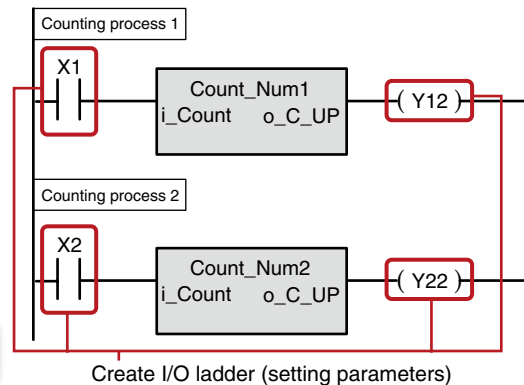 Counting process 1
X1
Count_Num1
i_Count o_C_UP
Y12
Counting process 2
X2
Count_Num2
i_Count o_C_UP
Y22
Create I/O ladder (setting parameters)